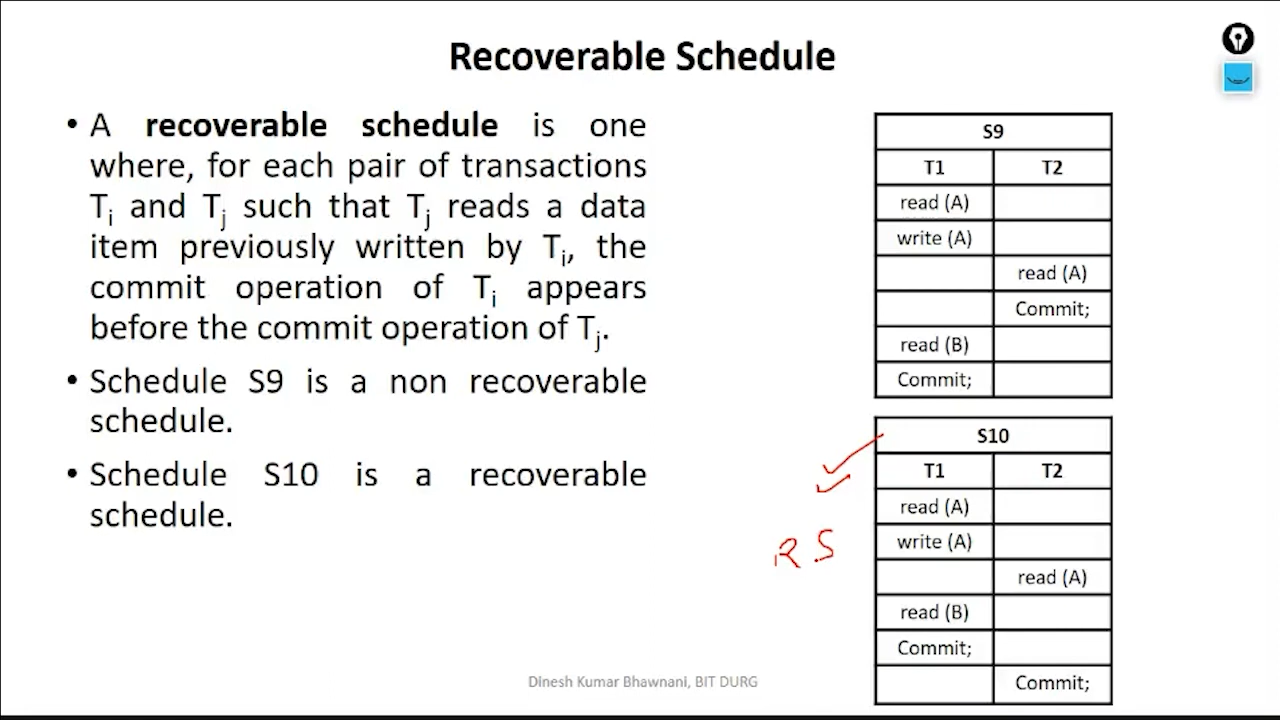 Recoverable Schedule
• A recoverable schedule is one
where, for each pair of transactions
Ti and Tj such that Tj reads a data
item previously written by Ti, the
commit operation of Ti appears
before the commit operation of Tj.
• Schedule S9 is a non recoverable
schedule.
• Schedule S10 is a recoverable
schedule.
S9
T1 T2
read (A)
write (A)
read (A)
Commit;
read (B)
Commit;
S10
T1 T2
read (A)
write (A)
read (A)
read (B)
Commit;
Commit;
R.S
Dinesh Kumar Bhawnani, BIT DURG